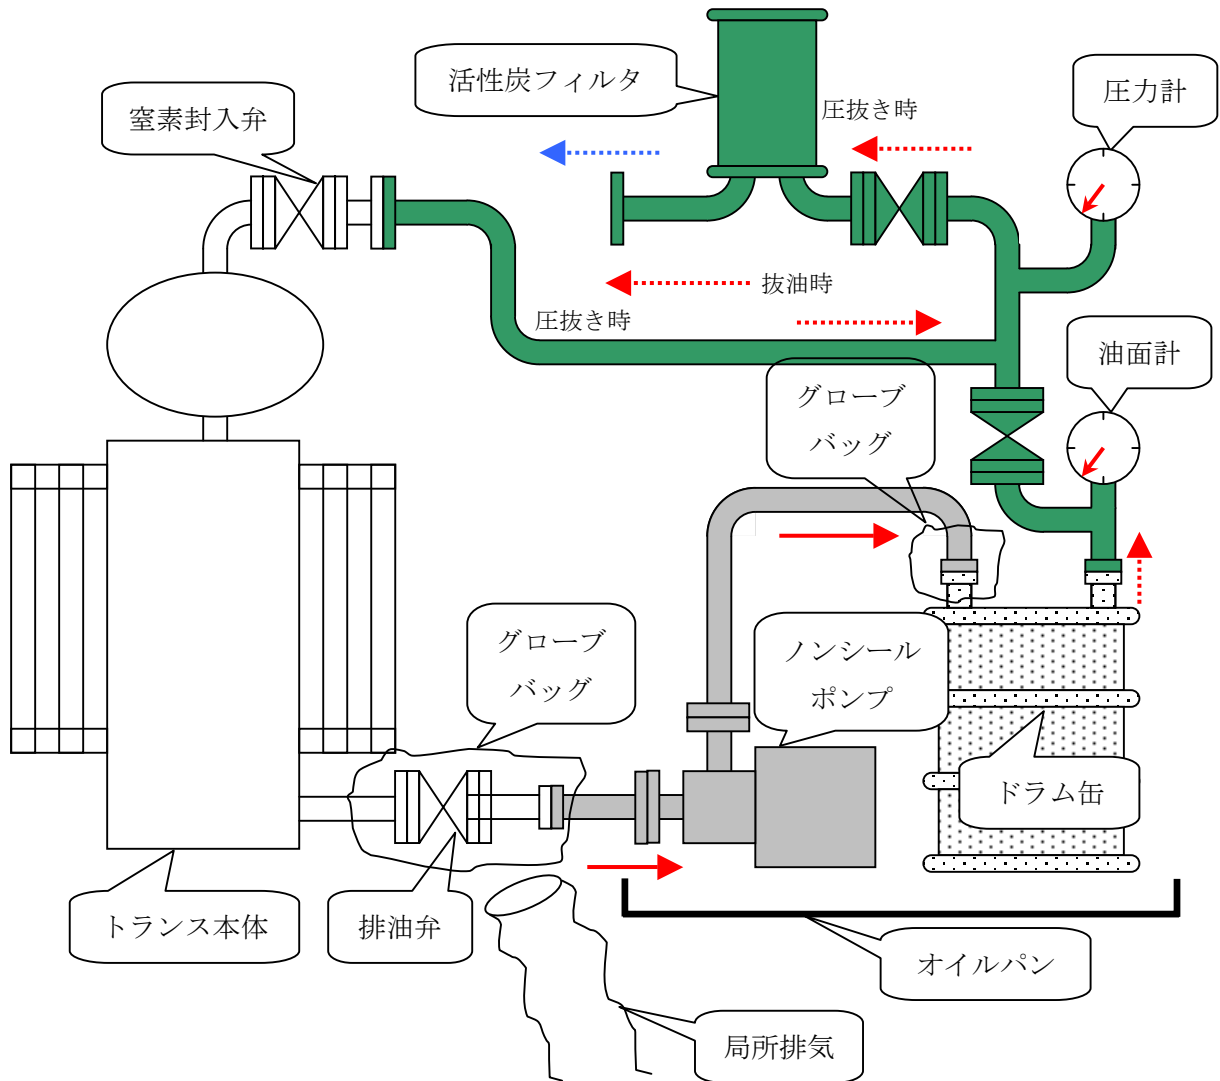 活性炭フィルタ
圧力計
窒素封入弁
圧抜き時
抜油時
圧抜き時
油面計
グローブ
バッグ
グローブ
バッグ
ノンシール
ポンプ
ドラム缶
トランス本体
排油弁
オイルパン
局所排気